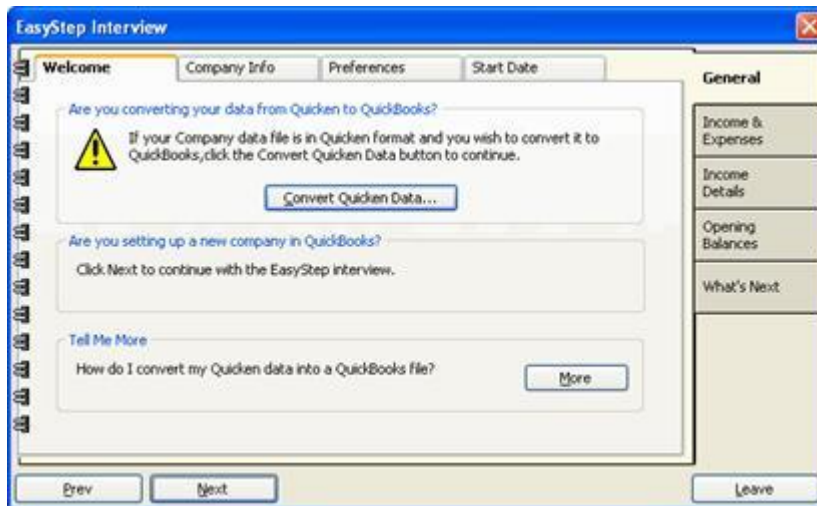 EasyStep Interview
Welcome
Company Info
Preferences
Start Date
General
Are you converting your data from Quicken to QuickBooks?
If your Company data file is in Quicken format and you wish to convert it to
QuickBooks,click the Convert Quicken Data button to continue.
Convert Quicken Data...
Are you setting up a new company in QuickBooks?
Click Next to continue with the EasyStep interview.
Tell Me More
How do I convert my Quicken data into a QuickBooks file?
More
Income &
Expenses
Income
Details
Opening
Balances
What's Next
Prev
Next
Leave